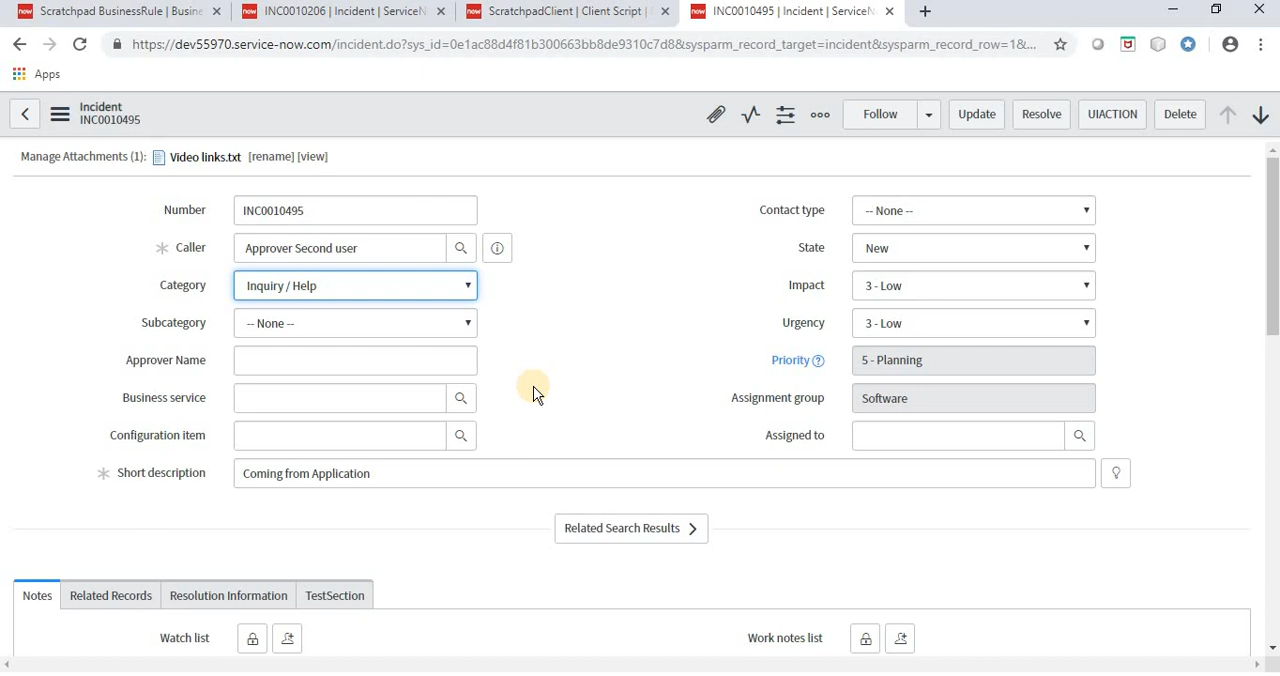 now Scratchpad BusinessRule | Busine
now INC0010206 | Incident | ServiceN
now ScratchpadClient | Client Script |
now INC0010495 | Incident | ServiceN
https://dev55970.service-now.com/incident.do?sys_id=0e1ac88d4f81b300663bb8de9310c7d8&sysparm_record_target=incident&sysparm_record_row=1&...
Apps
Incident
INC0010495
Follow
Update
Resolve
UIACTION
Delete
Manage Attachments (1): Video links.txt [rename] [view]
Number INC0010495
Contact type -- None --
Caller Approver Second user
State New
Category Inquiry / Help
Impact 3 - Low
Subcategory -- None --
Urgency 3 - Low
Approver Name
Priority ? 5 - Planning
Business service
Assignment group Software
Configuration item
Assigned to
Short description Coming from Application
Related Search Results
Notes
Related Records
Resolution Information
TestSection
Watch list
Work notes list